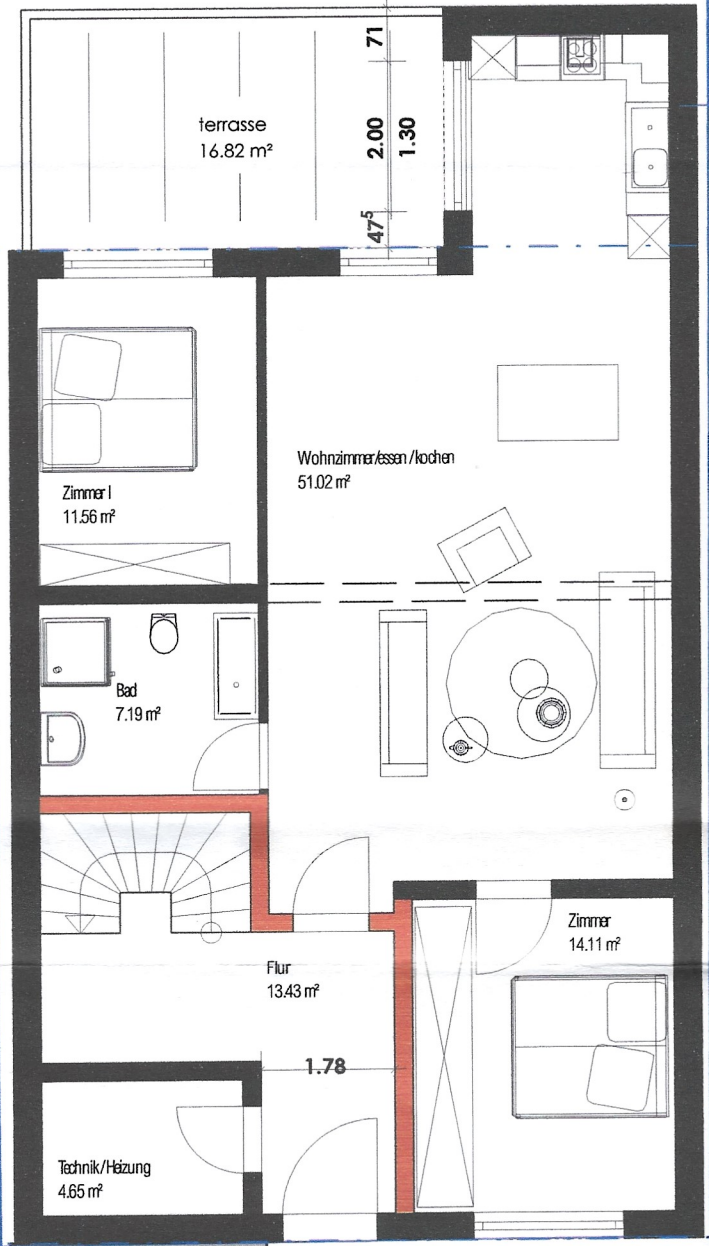 71
terrasse
16.82 m²
2.00
1.30
47⁵
Wohnzimmer/essen /kochen
51.02 m²
Zimmer I
11.56 m²
Bad
7.19 m²
Zimmer
14.11 m²
Flur
13.43 m²
1.78
Technik/Heizung
4.65 m²